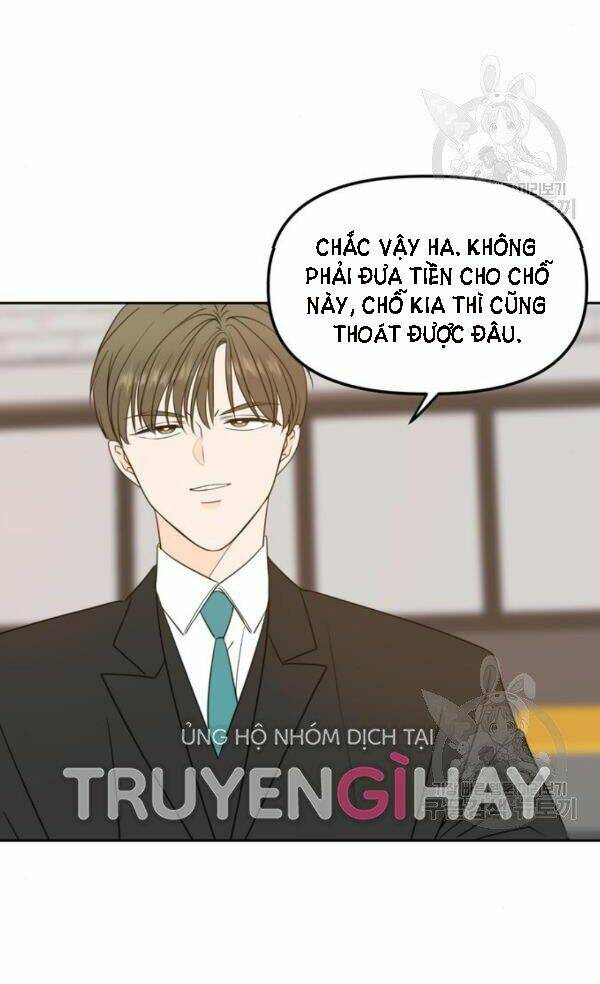 CHẮC VẬY HA. KHÔNG
PHẢI ĐƯA TIỀN CHO CHỖ
NÀY, CHỖ KIA THÌ CŨNG
THOÁT ĐƯỢC ĐÂU.
ỦNG HỘ NHÓM DỊCH TẠI
TRUYENGIHAY